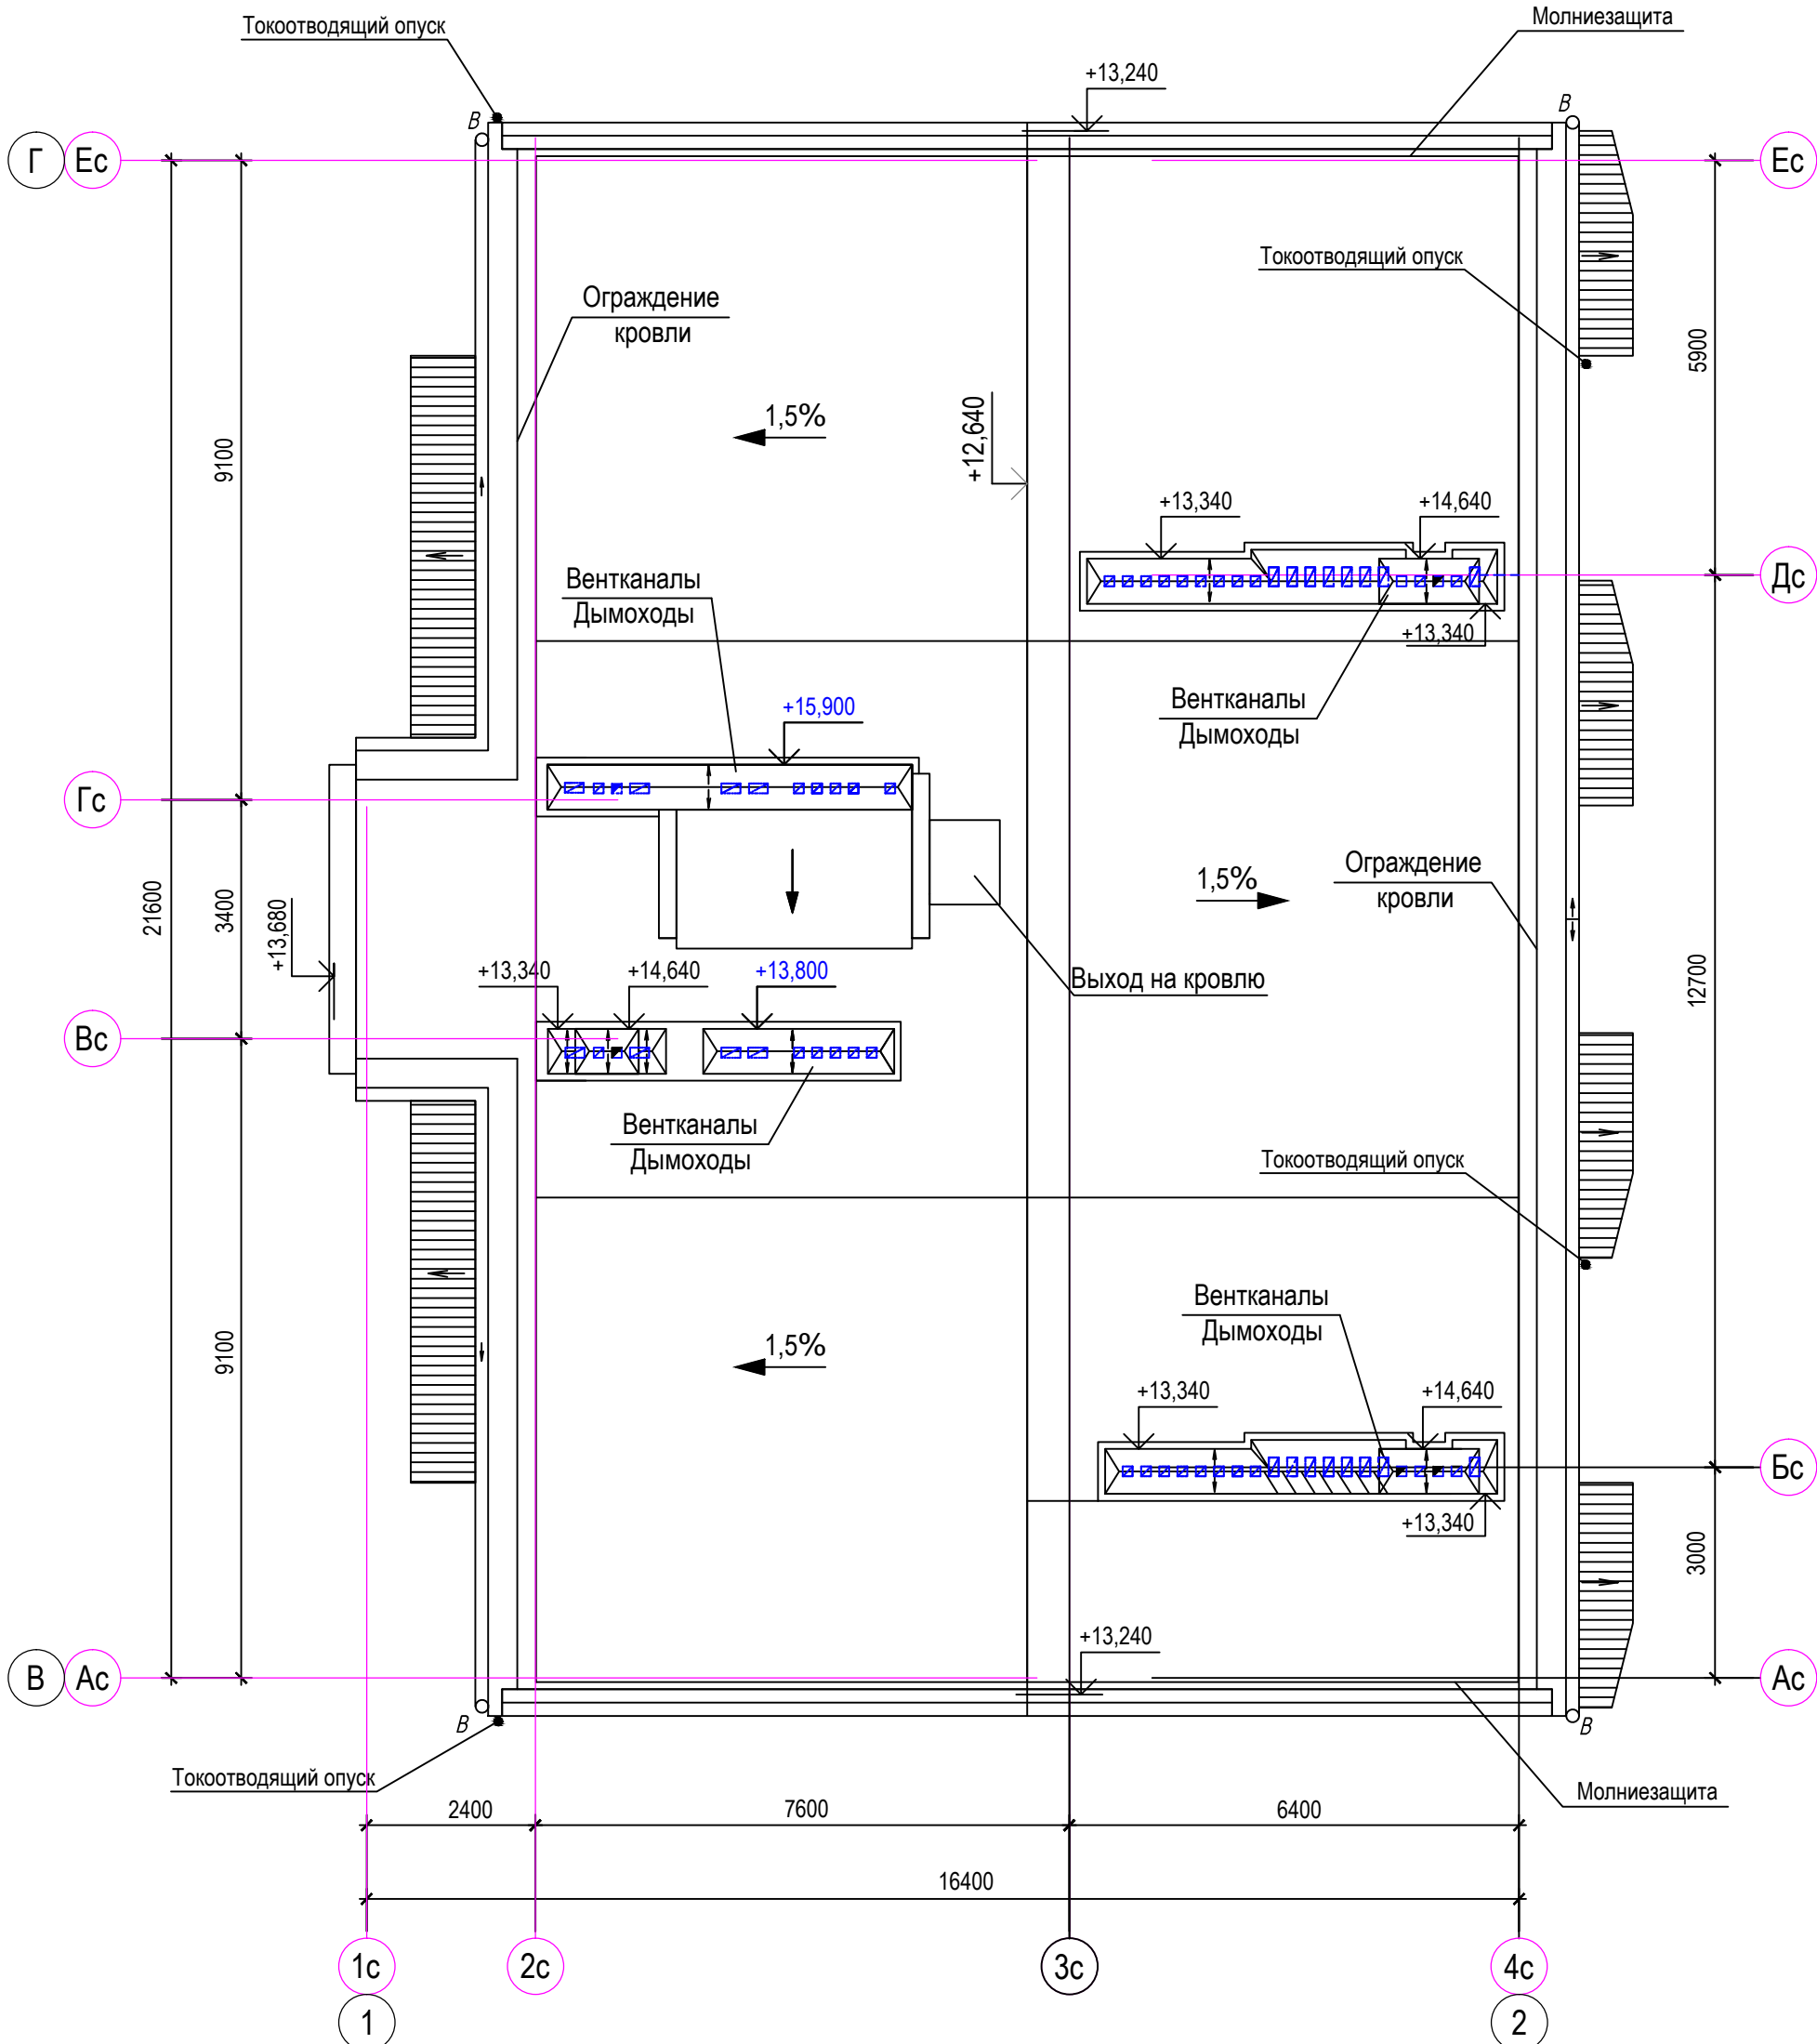 Токоотводящий опуск
Молниезащита
+13,240
В
В
Г
Ес
Ес
Токоотводящий опуск
Ограждение
кровли
5900
1,5%
+12,640
9100
+13,340
+14,640
Вентканалы
Дымоходы
Дс
+13,340
Вентканалы
Дымоходы
+15,900
Гс
Ограждение
кровли
1,5%
21600
3400
+13,680
+13,340
+14,640
+13,800
Выход на кровлю
12700
Вс
Вентканалы
Дымоходы
Токоотводящий опуск
Вентканалы
Дымоходы
1,5%
9100
+13,340
+14,640
Бс
+13,340
3000
+13,240
В
Ас
Ас
В
В
Токоотводящий опуск
Молниезащита
2400
7600
6400
16400
1с
2с
3с
4с
1
2